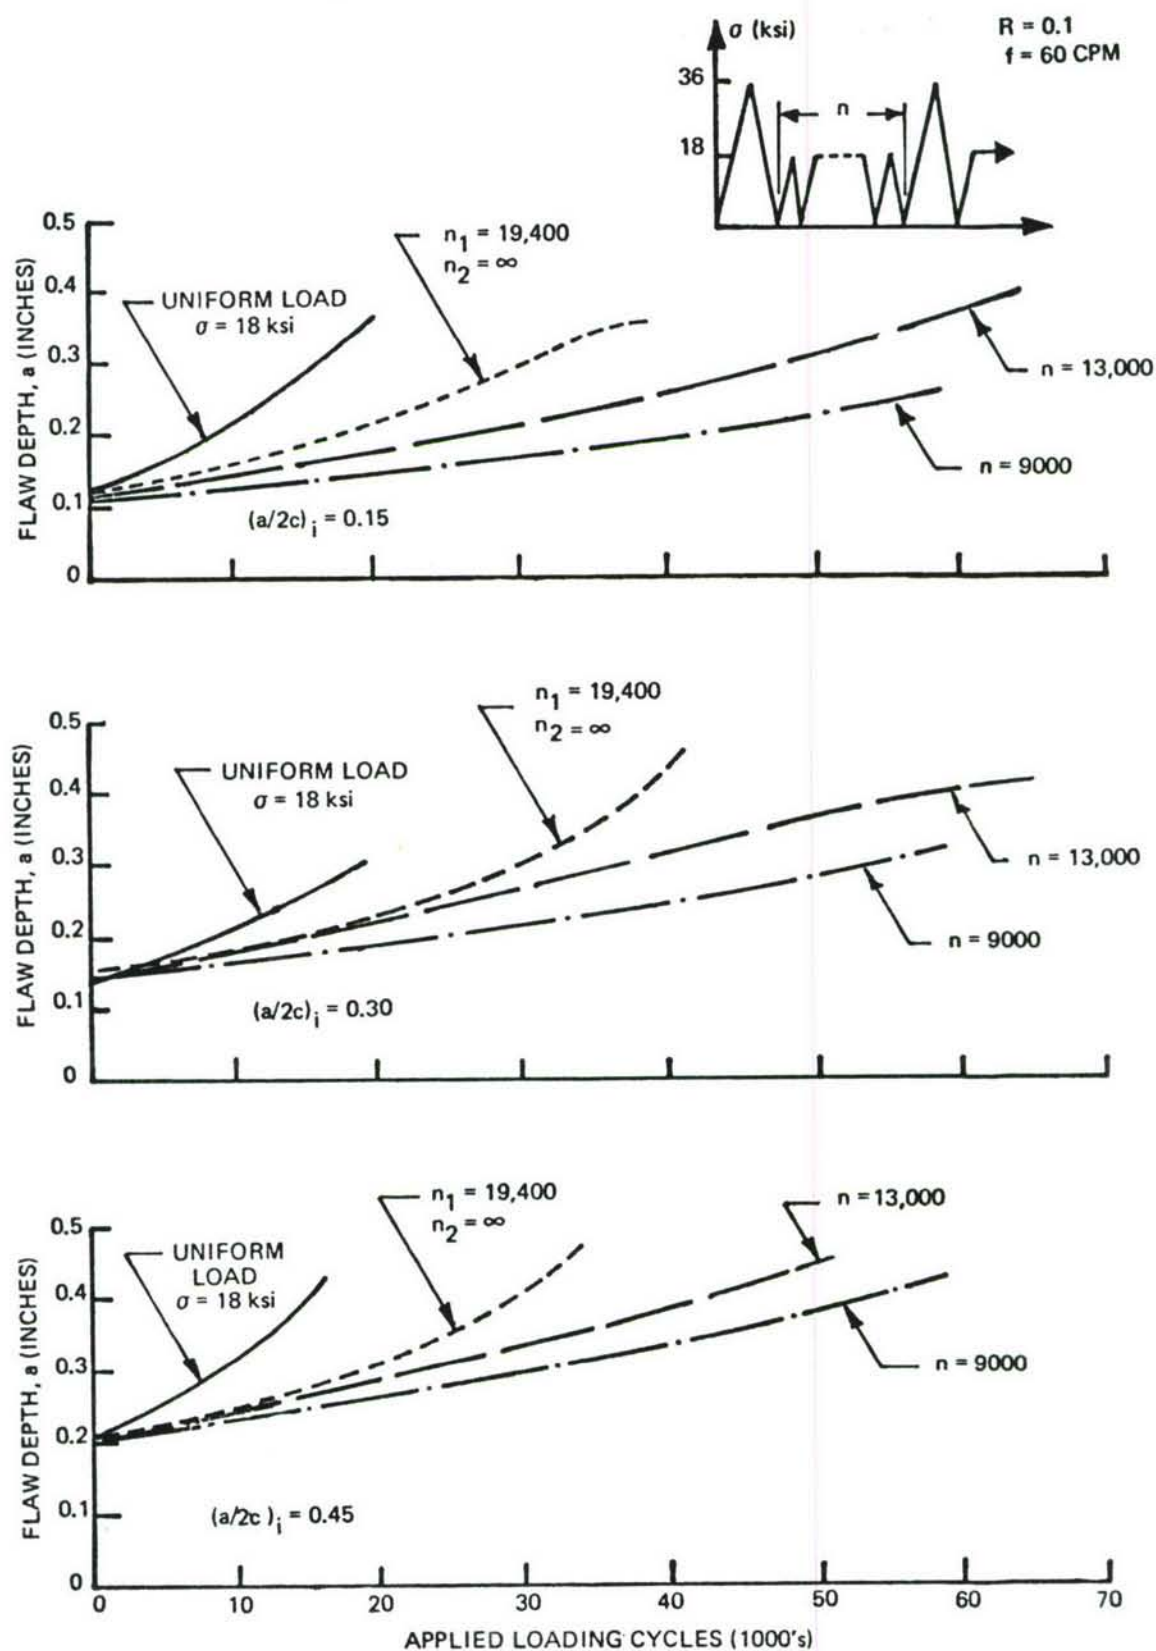 σ (ksi)
R = 0.1
f = 60 CPM
36
n
18
0.5
0.4
0.3
0.2
0.1
0
FLAW DEPTH, a (INCHES)
UNIFORM LOAD
σ = 18 ksi
n1 = 19,400
n2 = ∞
n = 13,000
n = 9000
(a/2c)i = 0.15
0.5
0.4
0.3
0.2
0.1
0
FLAW DEPTH, a (INCHES)
UNIFORM LOAD
σ = 18 ksi
n1 = 19,400
n2 = ∞
n = 13,000
n = 9000
(a/2c)i = 0.30
0.5
0.4
0.3
0.2
0.1
0
FLAW DEPTH, a (INCHES)
UNIFORM
LOAD
σ = 18 ksi
n1 = 19,400
n2 = ∞
n = 13,000
n = 9000
(a/2c)i = 0.45
0 10 20 30 40 50 60 70
APPLIED LOADING CYCLES (1000's)